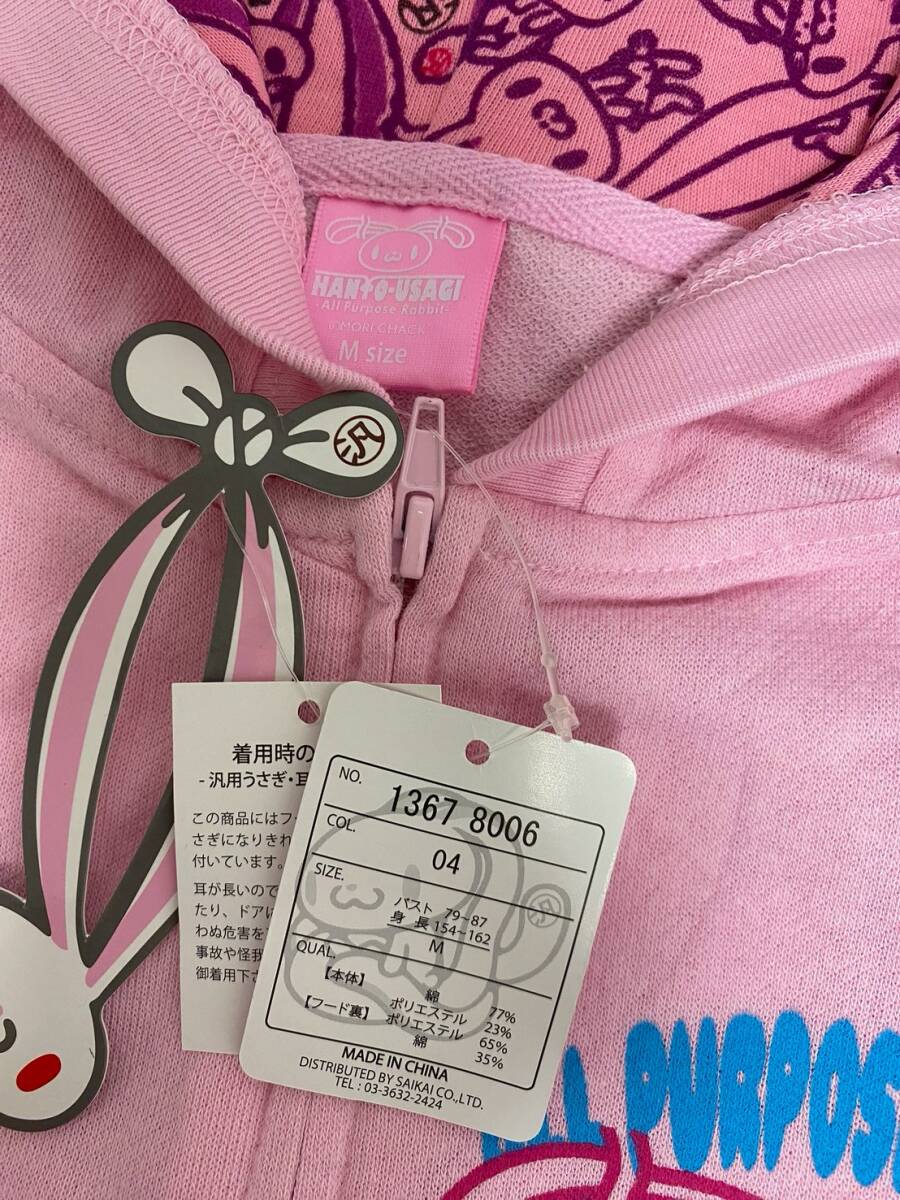 HANYO-USAGI
-All Purpose Rabbit-
©MORI CHACK
M size
汎
着用時の
- 汎用うさぎ・耳
この商品にはフー
さぎになりきれ
付いています。
耳が長いので
たり、ドアに
わぬ危害を
事故や怪我
御着用下さ
NO. 1367 8006
COL. 04
SIZE. バスト 79~87
身 長 154~162
M
QUAL.
【本体】 綿 77%
ポリエステル 23%
【フード裏】 ポリエステル 65%
綿 35%
MADE IN CHINA
DISTRIBUTED BY SAIKAI CO.,LTD.
TEL : 03-3632-2424
ALL PURPOS